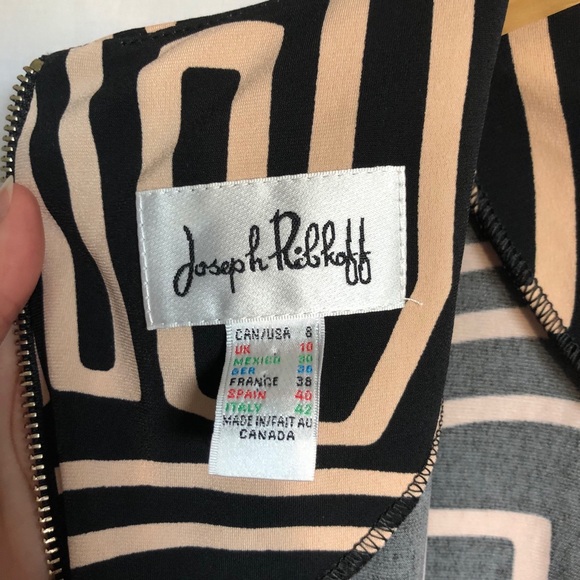 Joseph Ribkoff
CAN/USA 8
UK 10
MEXICO 30
GER 36
FRANCE 38
SPAIN 40
ITALY 42
MADE IN/FAIT AU
CANADA